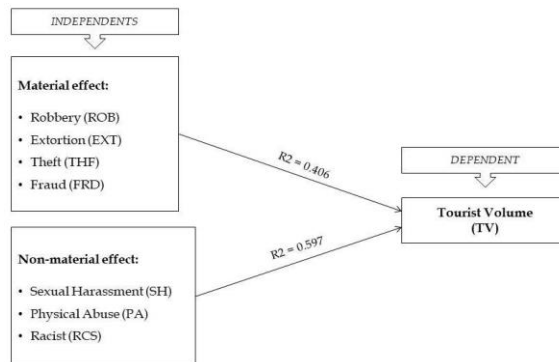 INDEPENDENTS
Material effect:
• Robbery (ROB)
• Extortion (EXT)
• Theft (THF)
• Fraud (FRD)
R2 = 0.406
DEPENDENT
Tourist Volume
(TV)
R2 = 0.597
Non-material effect:
• Sexual Harassment (SH)
• Physical Abuse (PA)
• Racist (RCS)